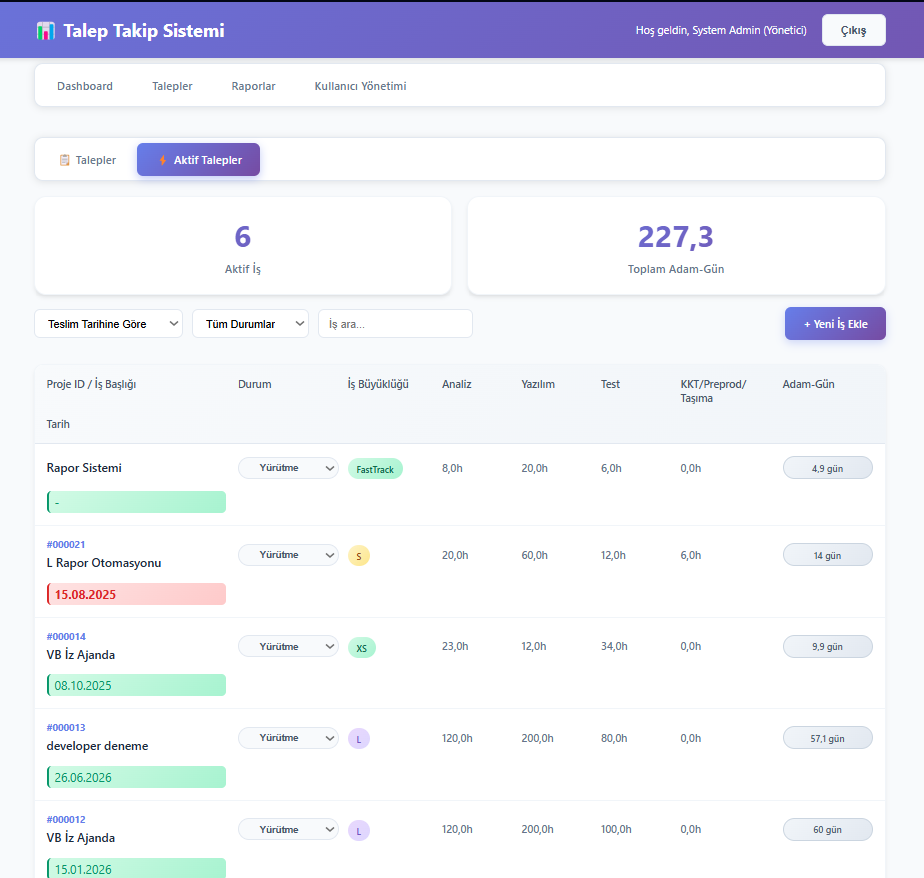 Talep Takip Sistemi
Hoş geldin, System Admin (Yönetici)
Çıkış
Dashboard Talepler Raporlar Kullanıcı Yönetimi
Talepler
Aktif Talepler
6
Aktif İş
227,3
Toplam Adam-Gün
Teslim Tarihine Göre
Tüm Durumlar
İş ara...
+ Yeni İş Ekle
Proje ID / İş Başlığı Durum İş Büyüklüğü Analiz Yazılım Test KKT/Preprod/ Adam-Gün
Taşıma
Tarih
Rapor Sistemi Yürütme FastTrack 8,0h 20,0h 6,0h 0,0h 4,9 gün
-
#000021
L Rapor Otomasyonu Yürütme S 20,0h 60,0h 12,0h 6,0h 14 gün
15.08.2025
#000014
VB İz Ajanda Yürütme XS 23,0h 12,0h 34,0h 0,0h 9,9 gün
08.10.2025
#000013
developer deneme Yürütme L 120,0h 200,0h 80,0h 0,0h 57,1 gün
26.06.2026
#000012
VB İz Ajanda Yürütme L 120,0h 200,0h 100,0h 0,0h 60 gün
15.01.2026